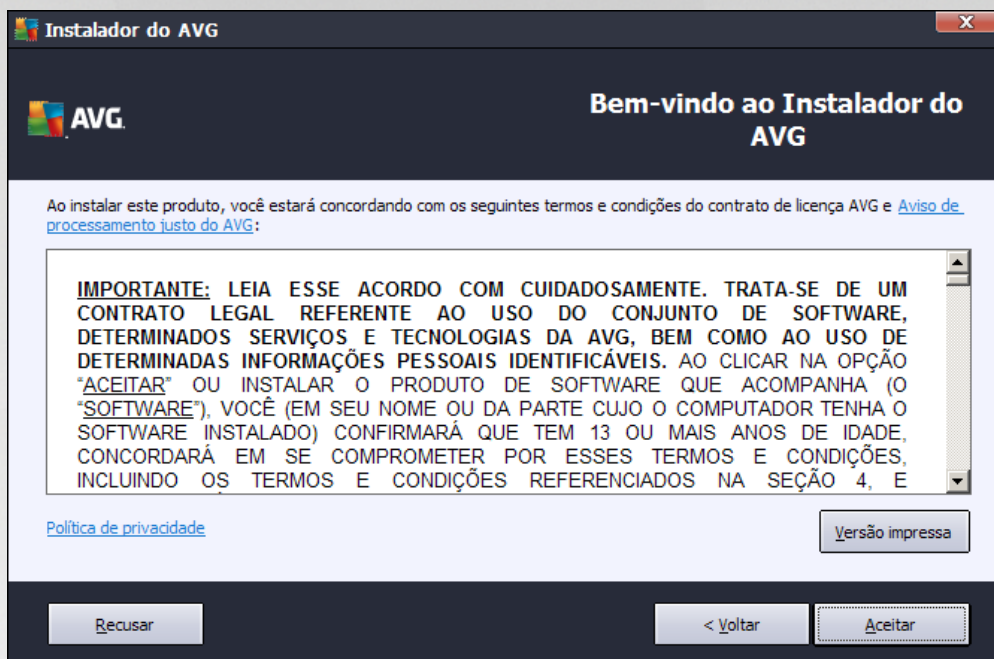 Instalador do AVG
AVG.
Bem-vindo ao Instalador do
AVG
Ao instalar este produto, você estará concordando com os seguintes termos e condições do contrato de licença AVG e Aviso de
processamento justo do AVG:
IMPORTANTE: LEIA ESSE ACORDO COM CUIDADOSAMENTE. TRATA-SE DE UM
CONTRATO LEGAL REFERENTE AO USO DO CONJUNTO DE SOFTWARE,
DETERMINADOS SERVIÇOS E TECNOLOGIAS DA AVG, BEM COMO AO USO DE
DETERMINADAS INFORMAÇÕES PESSOAIS IDENTIFICÁVEIS. AO CLICAR NA OPÇÃO
“ACEITAR” OU INSTALAR O PRODUTO DE SOFTWARE QUE ACOMPANHA (O
“SOFTWARE”), VOCÊ (EM SEU NOME OU DA PARTE CUJO O COMPUTADOR TENHA O
SOFTWARE INSTALADO) CONFIRMARÁ QUE TEM 13 OU MAIS ANOS DE IDADE,
CONCORDARÁ EM SE COMPROMETER POR ESSES TERMOS E CONDIÇÕES,
INCLUINDO OS TERMOS E CONDIÇÕES REFERENCIADOS NA SEÇÃO 4, E
Política de privacidade
Versão impressa
Recusar
< Voltar
Aceitar